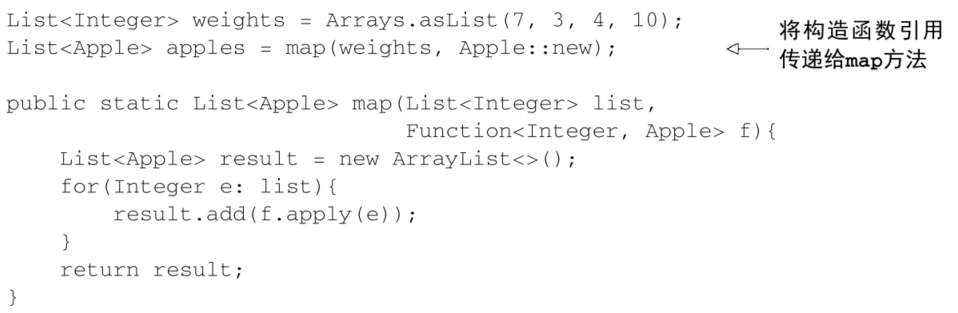 List<Integer> weights = Arrays.asList(7, 3, 4, 10);
List<Apple> apples = map(weights, Apple::new);
将构造函数引用
传递给map方法
public static List<Apple> map(List<Integer> list,
                              Function<Integer, Apple> f){
    List<Apple> result = new ArrayList<>();
    for(Integer e: list){
        result.add(f.apply(e));
    }
    return result;
}